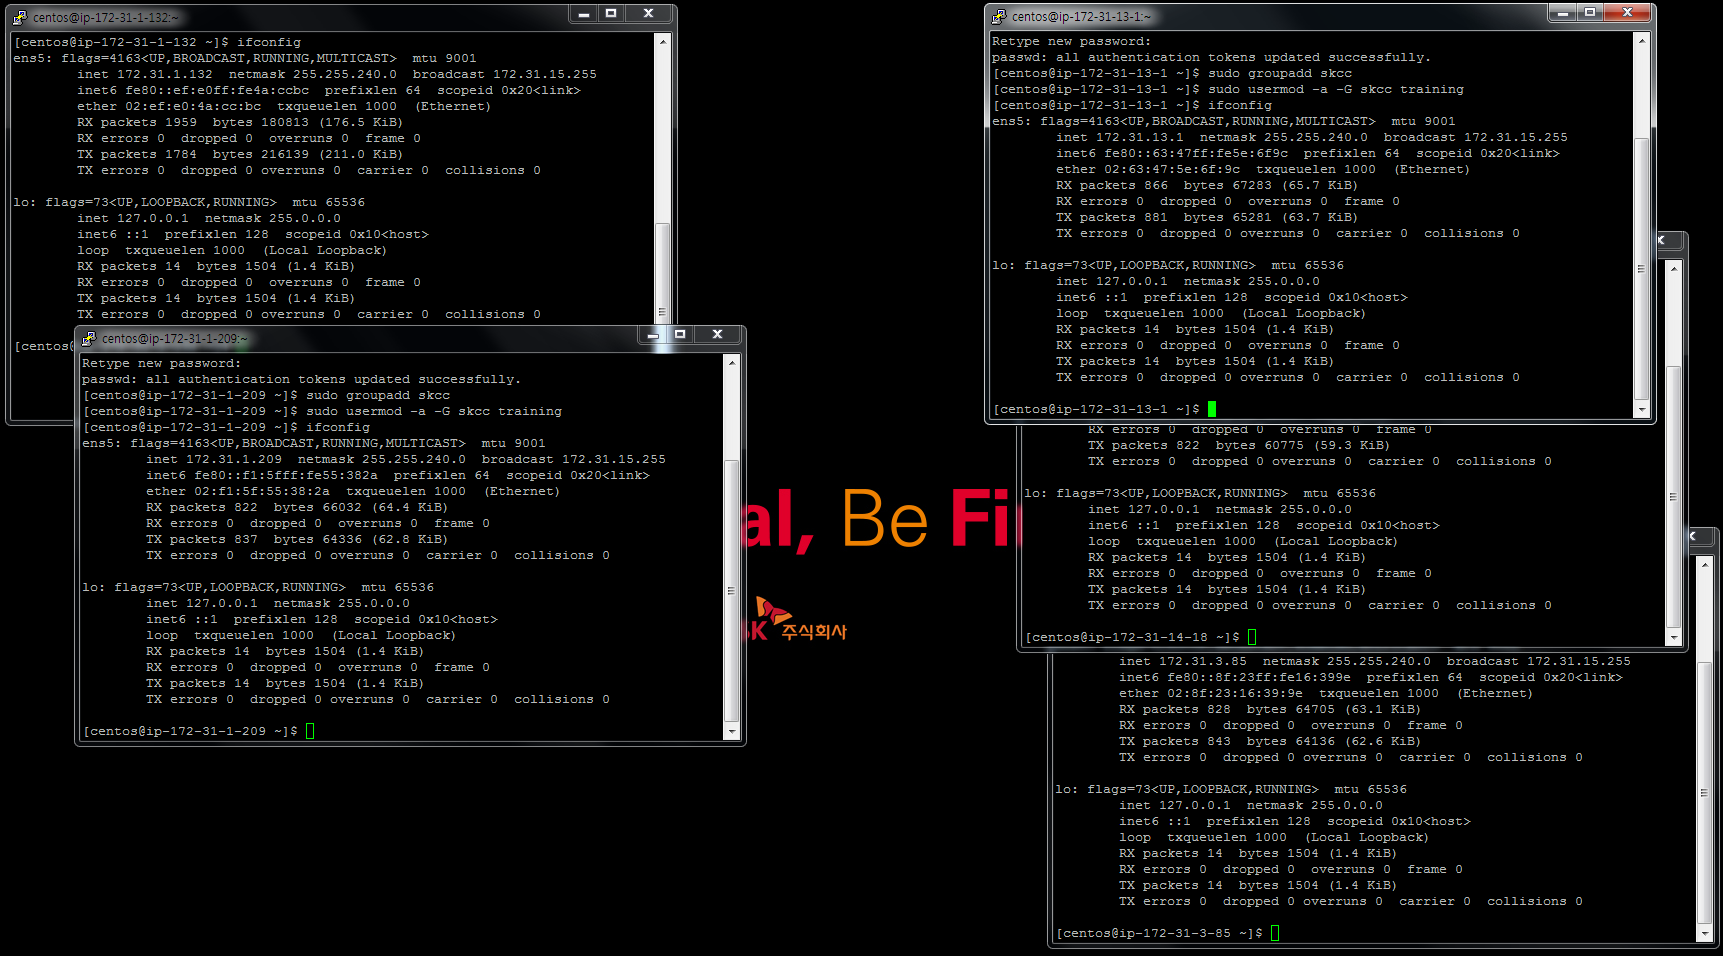 centos@ip-172-31-1-132:~
[centos@ip-172-31-1-132 ~]$ ifconfig
ens5: flags=4163<UP,BROADCAST,RUNNING,MULTICAST>  mtu 9001
inet 172.31.1.132  netmask 255.255.240.0  broadcast 172.31.15.255
inet6 fe80::ef:e0ff:fe4a:ccbc  prefixlen 64  scopeid 0x20<link>
ether 02:ef:e0:4a:cc:bc  txqueuelen 1000  (Ethernet)
RX packets 1959  bytes 180813 (176.5 KiB)
RX errors 0  dropped 0  overruns 0  frame 0
TX packets 1784  bytes 216139 (211.0 KiB)
TX errors 0  dropped 0 overruns 0  carrier 0  collisions 0
lo: flags=73<UP,LOOPBACK,RUNNING>  mtu 65536
inet 127.0.0.1  netmask 255.0.0.0
inet6 ::1  prefixlen 128  scopeid 0x10<host>
loop  txqueuelen 1000  (Local Loopback)
RX packets 14  bytes 1504 (1.4 KiB)
RX errors 0  dropped 0  overruns 0  frame 0
TX packets 14  bytes 1504 (1.4 KiB)
TX errors 0  dropped 0 overruns 0  carrier 0  collisions 0
[centos@
centos@ip-172-31-1-209:~
Retype new password:
passwd: all authentication tokens updated successfully.
[centos@ip-172-31-1-209 ~]$ sudo groupadd skcc
[centos@ip-172-31-1-209 ~]$ sudo usermod -a -G skcc training
[centos@ip-172-31-1-209 ~]$ ifconfig
ens5: flags=4163<UP,BROADCAST,RUNNING,MULTICAST>  mtu 9001
inet 172.31.1.209  netmask 255.255.240.0  broadcast 172.31.15.255
inet6 fe80::f1:5fff:fe55:382a  prefixlen 64  scopeid 0x20<link>
ether 02:f1:5f:55:38:2a  txqueuelen 1000  (Ethernet)
RX packets 822  bytes 66032 (64.4 KiB)
RX errors 0  dropped 0  overruns 0  frame 0
TX packets 837  bytes 64336 (62.8 KiB)
TX errors 0  dropped 0 overruns 0  carrier 0  collisions 0
lo: flags=73<UP,LOOPBACK,RUNNING>  mtu 65536
inet 127.0.0.1  netmask 255.0.0.0
inet6 ::1  prefixlen 128  scopeid 0x10<host>
loop  txqueuelen 1000  (Local Loopback)
RX packets 14  bytes 1504 (1.4 KiB)
RX errors 0  dropped 0  overruns 0  frame 0
TX packets 14  bytes 1504 (1.4 KiB)
TX errors 0  dropped 0 overruns 0  carrier 0  collisions 0
[centos@ip-172-31-1-209 ~]$
al, Be Fi
SK 주식회사
centos@ip-172-31-13-1:~
Retype new password:
passwd: all authentication tokens updated successfully.
[centos@ip-172-31-13-1 ~]$ sudo groupadd skcc
[centos@ip-172-31-13-1 ~]$ sudo usermod -a -G skcc training
[centos@ip-172-31-13-1 ~]$ ifconfig
ens5: flags=4163<UP,BROADCAST,RUNNING,MULTICAST>  mtu 9001
inet 172.31.13.1  netmask 255.255.240.0  broadcast 172.31.15.255
inet6 fe80::63:47ff:fe5e:6f9c  prefixlen 64  scopeid 0x20<link>
ether 02:63:47:5e:6f:9c  txqueuelen 1000  (Ethernet)
RX packets 866  bytes 67283 (65.7 KiB)
RX errors 0  dropped 0  overruns 0  frame 0
TX packets 881  bytes 65281 (63.7 KiB)
TX errors 0  dropped 0 overruns 0  carrier 0  collisions 0
lo: flags=73<UP,LOOPBACK,RUNNING>  mtu 65536
inet 127.0.0.1  netmask 255.0.0.0
inet6 ::1  prefixlen 128  scopeid 0x10<host>
loop  txqueuelen 1000  (Local Loopback)
RX packets 14  bytes 1504 (1.4 KiB)
RX errors 0  dropped 0  overruns 0  frame 0
TX packets 14  bytes 1504 (1.4 KiB)
TX errors 0  dropped 0 overruns 0  carrier 0  collisions 0
[centos@ip-172-31-13-1 ~]$
RX errors 0  dropped 0  overruns 0  frame 0
TX packets 822  bytes 60775 (59.3 KiB)
TX errors 0  dropped 0 overruns 0  carrier 0  collisions 0
lo: flags=73<UP,LOOPBACK,RUNNING>  mtu 65536
inet 127.0.0.1  netmask 255.0.0.0
inet6 ::1  prefixlen 128  scopeid 0x10<host>
loop  txqueuelen 1000  (Local Loopback)
RX packets 14  bytes 1504 (1.4 KiB)
RX errors 0  dropped 0  overruns 0  frame 0
TX packets 14  bytes 1504 (1.4 KiB)
TX errors 0  dropped 0 overruns 0  carrier 0  collisions 0
[centos@ip-172-31-14-18 ~]$
inet 172.31.3.85  netmask 255.255.240.0  broadcast 172.31.15.255
inet6 fe80::8f:23ff:fe16:399e  prefixlen 64  scopeid 0x20<link>
ether 02:8f:23:16:39:9e  txqueuelen 1000  (Ethernet)
RX packets 828  bytes 64705 (63.1 KiB)
RX errors 0  dropped 0  overruns 0  frame 0
TX packets 843  bytes 64136 (62.6 KiB)
TX errors 0  dropped 0 overruns 0  carrier 0  collisions 0
lo: flags=73<UP,LOOPBACK,RUNNING>  mtu 65536
inet 127.0.0.1  netmask 255.0.0.0
inet6 ::1  prefixlen 128  scopeid 0x10<host>
loop  txqueuelen 1000  (Local Loopback)
RX packets 14  bytes 1504 (1.4 KiB)
RX errors 0  dropped 0  overruns 0  frame 0
TX packets 14  bytes 1504 (1.4 KiB)
TX errors 0  dropped 0 overruns 0  carrier 0  collisions 0
[centos@ip-172-31-3-85 ~]$